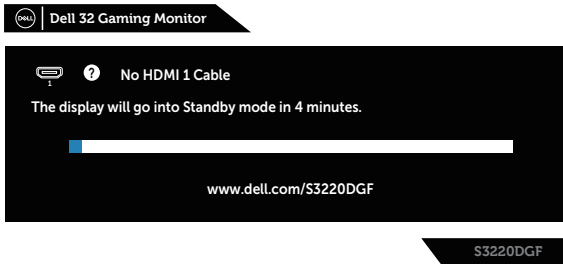 DELL Dell 32 Gaming Monitor
1 ? No HDMI 1 Cable
The display will go into Standby mode in 4 minutes.
www.dell.com/S3220DGF
S3220DGF